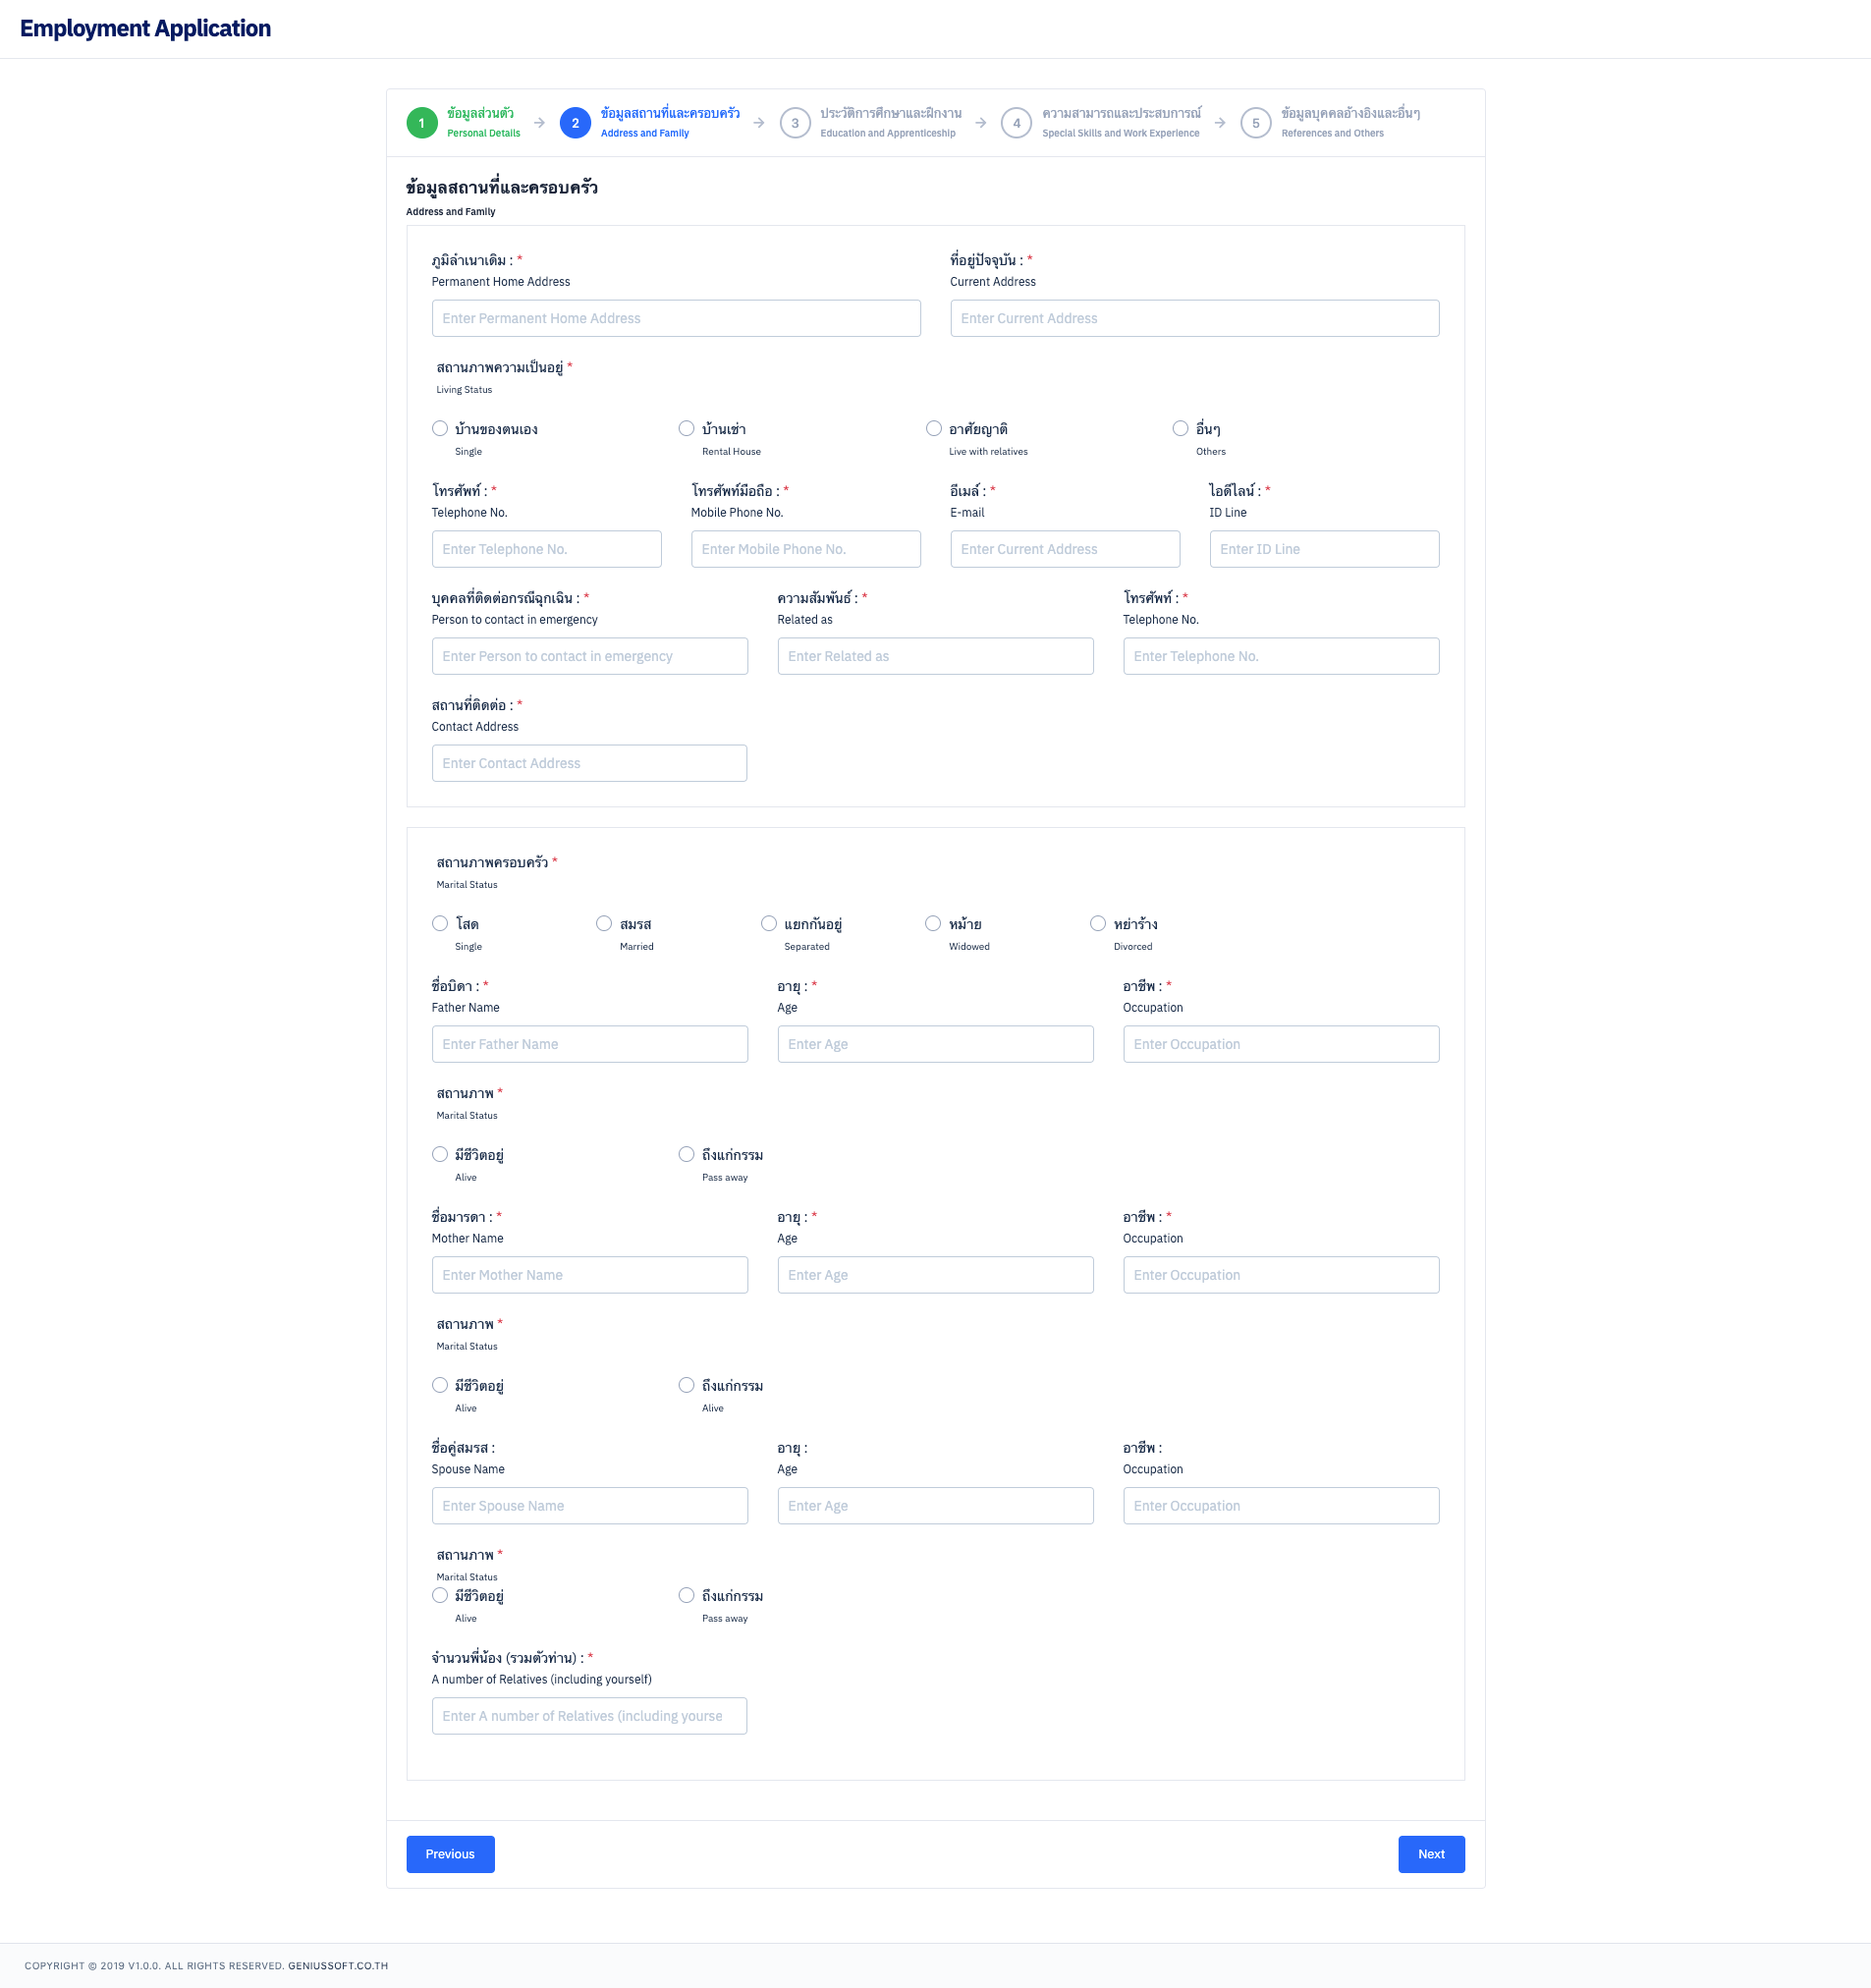 Employment Application
1 ข้อมูลส่วนตัว → 2 ข้อมูลสถานที่และครอบครัว → 3 ประวัติการศึกษาและฝึกงาน → 4 ความสามารถและประสบการณ์ → 5 ข้อมูลบุคคลอ้างอิงและอื่นๆ
Personal Details Address and Family Education and Apprenticeship Special Skills and Work Experience References and Others
ข้อมูลสถานที่และครอบครัว
Address and Family
ภูมิลำเนาเดิม : * ที่อยู่ปัจจุบัน : *
Permanent Home Address Current Address
Enter Permanent Home Address Enter Current Address
สถานภาพความเป็นอยู่ *
Living Status
บ้านของตนเอง บ้านเช่า อาศัยญาติ อื่นๆ
Single Rental House Live with relatives Others
โทรศัพท์ : * โทรศัพท์มือถือ : * อีเมล์ : * ไอดีไลน์ : *
Telephone No. Mobile Phone No. E-mail ID Line
Enter Telephone No. Enter Mobile Phone No. Enter Current Address Enter ID Line
บุคคลที่ติดต่อกรณีฉุกเฉิน : * ความสัมพันธ์ : * โทรศัพท์ : *
Person to contact in emergency Related as Telephone No.
Enter Person to contact in emergency Enter Related as Enter Telephone No.
สถานที่ติดต่อ : *
Contact Address
Enter Contact Address
สถานภาพครอบครัว *
Marital Status
โสด สมรส แยกกันอยู่ หม้าย หย่าร้าง
Single Married Separated Widowed Divorced
ชื่อบิดา : * อายุ : * อาชีพ : *
Father Name Age Occupation
Enter Father Name Enter Age Enter Occupation
สถานภาพ *
Marital Status
มีชีวิตอยู่ ถึงแก่กรรม
Alive Pass away
ชื่อมารดา : * อายุ : * อาชีพ : *
Mother Name Age Occupation
Enter Mother Name Enter Age Enter Occupation
สถานภาพ *
Marital Status
มีชีวิตอยู่ ถึงแก่กรรม
Alive Alive
ชื่อคู่สมรส : อายุ : อาชีพ :
Spouse Name Age Occupation
Enter Spouse Name Enter Age Enter Occupation
สถานภาพ *
Marital Status
มีชีวิตอยู่ ถึงแก่กรรม
Alive Pass away
จำนวนพี่น้อง (รวมตัวท่าน) : *
A number of Relatives (including yourself)
Enter A number of Relatives (including yourse
Previous Next
COPYRIGHT © 2019 V1.0.0. ALL RIGHTS RESERVED. GENIUSSOFT.CO.TH